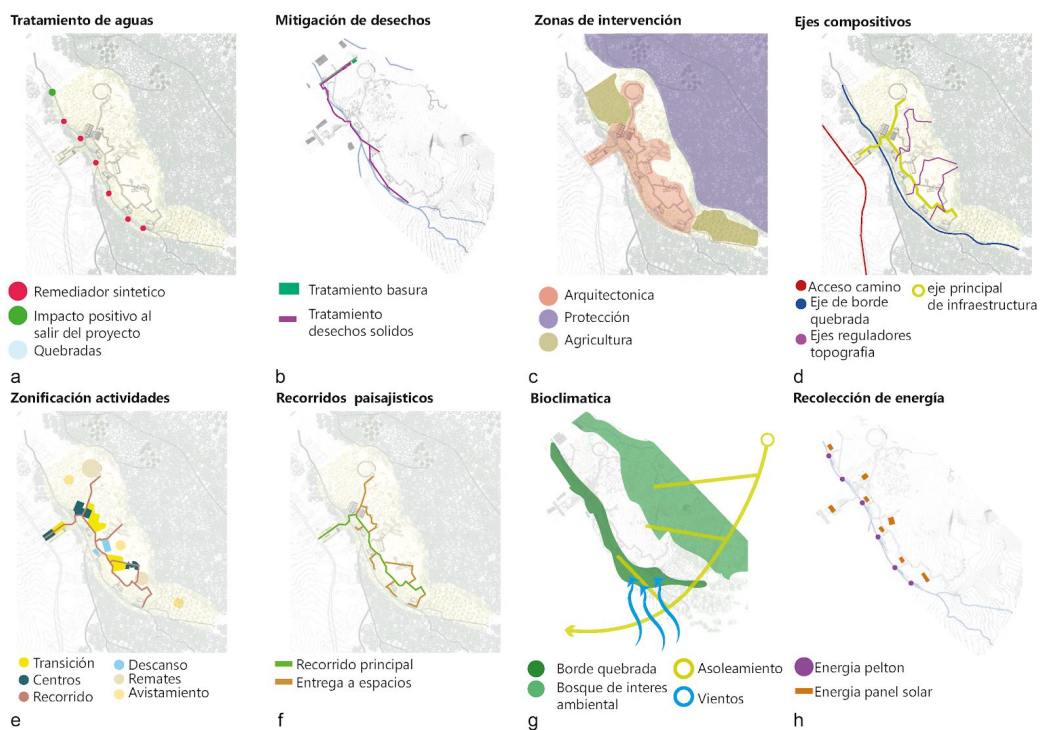 Tratamiento de aguas
Remediador sintetico
Impacto positivo al
salir del proyecto
Quebradas
a
Mitigación de desechos
Tratamiento basura
Tratamiento
desechos solidos
b
Zonas de intervención
Arquitectonica
Protección
Agricultura
c
Ejes compositivos
Acceso camino
Eje de borde
quebrada
Ejes reguladores
topografia
eje principal
de infraestructura
d
Zonificación actividades
Transición
Centros
Recorrido
Descanso
Remates
Avistamiento
e
Recorridos paisajisticos
Recorrido principal
Entrega a espacios
f
Bioclimatica
Borde quebrada
Bosque de interes
ambiental
Asoleamiento
Vientos
g
Recolección de energía
Energia pelton
Energia panel solar
h